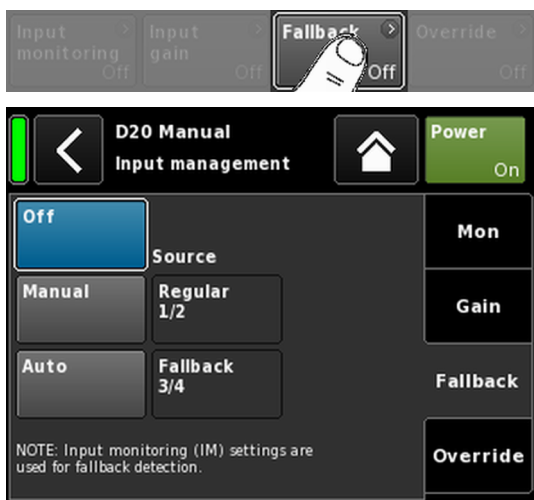 Input monitoring Off
Input gain Off
Fallback Off
Override Off
D20 Manual
Input management
Power
On
Off
Source
Manual
Regular
1/2
Auto
Fallback
3/4
NOTE: Input monitoring (IM) settings are
used for fallback detection.
Mon
Gain
Fallback
Override